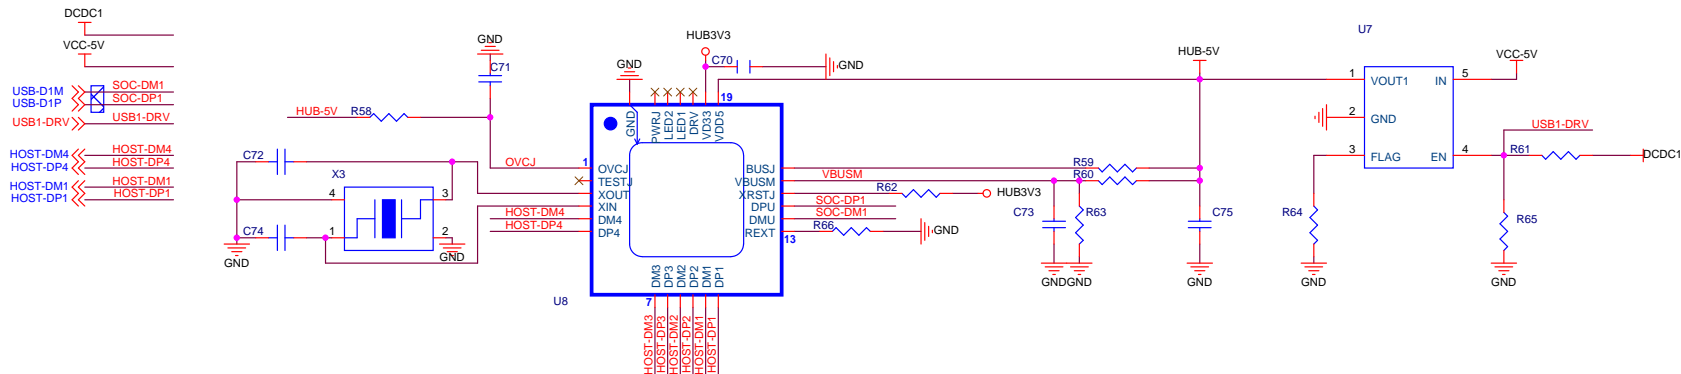 DCDC1
VCC-5V
USB-D1M SOC-DM1
USB-D1P SOC-DP1
USB1-DRV USB1-DRV
HOST-DM4 HOST-DM4
HOST-DP4 HOST-DP4
HOST-DM1 HOST-DM1
HOST-DP1 HOST-DP1
HUB-5V R58
GND
C71
OVCJ
C72
X3
4 3
1 2
C74
GND
GND
HOST-DM4
HOST-DP4
GND
HUB3V3
C70
GND
19
GND
PWRJ
LED2
LED1
DRV
VD33
VDD5
1
OVCJ
TESTJ
XOUT
XIN
DM4
DP4
BUSJ
VBUSM
XRSTJ
DPU
DMU
REXT
13
DM3
DP3
DM2
DP2
DM1
DP1
7
U8
HOST-DM3
HOST-DP3
HOST-DM2
HOST-DP2
HOST-DM1
HOST-DP1
R59
VBUSM R60
R62 HUB3V3
SOC-DP1
SOC-DM1
R66 GND
C73 R63
GND GND
HUB-5V
C75
GND
U7
1 VOUT1 IN 5
2 GND
3 FLAG EN 4
VCC-5V
USB1-DRV
R61 DCDC1
R64
GND
R65
GND